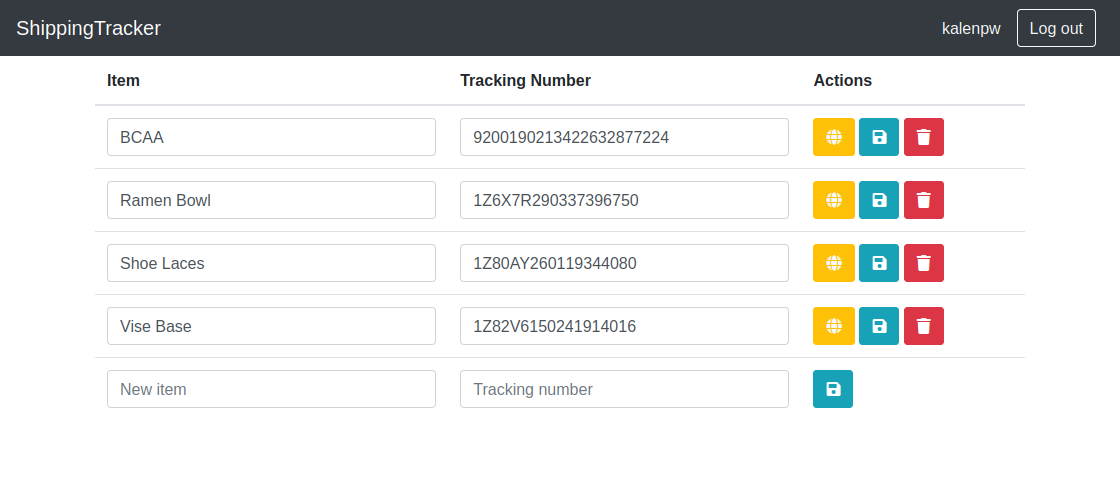 ShippingTracker kalenpw Log out
Item Tracking Number Actions
BCAA 9200190213422632877224
Ramen Bowl 1Z6X7R290337396750
Shoe Laces 1Z80AY260119344080
Vise Base 1Z82V6150241914016
New item Tracking number